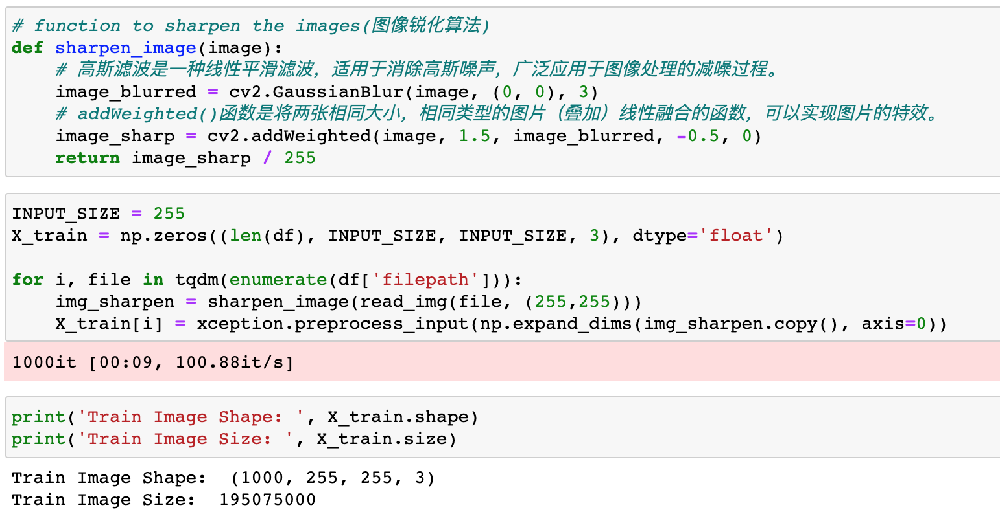 # function to sharpen the images(图像锐化算法)
def sharpen_image(image):
    # 高斯滤波是一种线性平滑滤波，适用于消除高斯噪声，广泛应用于图像处理的减噪过程。
    image_blurred = cv2.GaussianBlur(image, (0, 0), 3)
    # addWeighted()函数是将两张相同大小，相同类型的图片（叠加）线性融合的函数，可以实现图片的特效。
    image_sharp = cv2.addWeighted(image, 1.5, image_blurred, -0.5, 0)
    return image_sharp / 255
INPUT_SIZE = 255
X_train = np.zeros((len(df), INPUT_SIZE, INPUT_SIZE, 3), dtype='float')
for i, file in tqdm(enumerate(df['filepath'])):
    img_sharpen = sharpen_image(read_img(file, (255,255)))
    X_train[i] = xception.preprocess_input(np.expand_dims(img_sharpen.copy(), axis=0))
1000it [00:09, 100.88it/s]
print('Train Image Shape: ', X_train.shape)
print('Train Image Size: ', X_train.size)
Train Image Shape:  (1000, 255, 255, 3)
Train Image Size:  195075000